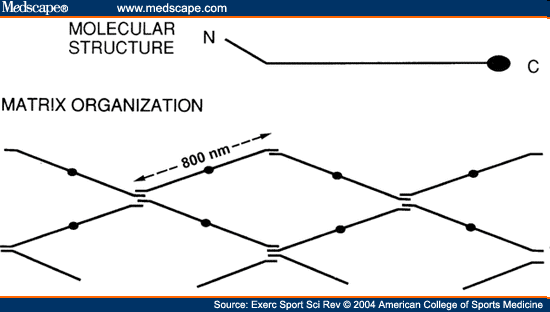 Medscape® www.medscape.com
MOLECULAR
STRUCTURE
N
C
MATRIX ORGANIZATION
800 nm
Source: Exerc Sport Sci Rev © 2004 American College of Sports Medicine